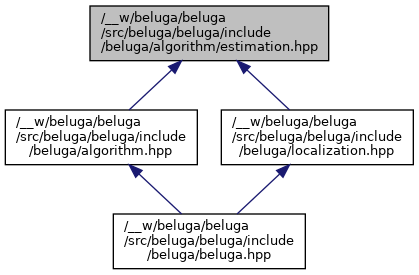 /__w/beluga/beluga
/src/beluga/beluga/include
/beluga/algorithm/estimation.hpp
/__w/beluga/beluga
/src/beluga/beluga/include
/beluga/algorithm.hpp
/__w/beluga/beluga
/src/beluga/beluga/include
/beluga/localization.hpp
/__w/beluga/beluga
/src/beluga/beluga/include
/beluga/beluga.hpp